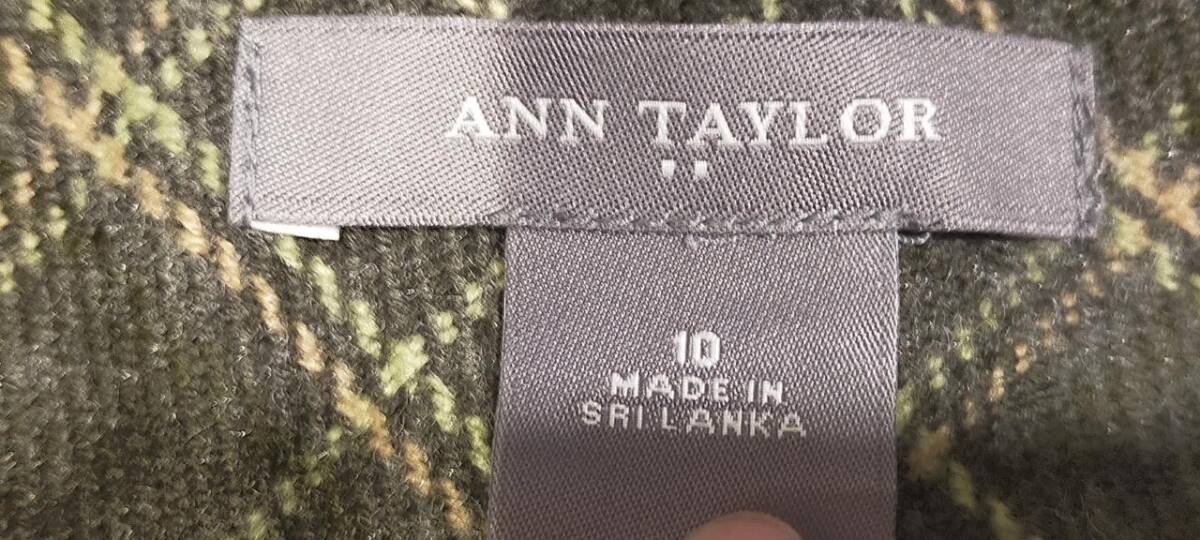 ANN TAYLOR
10
MADE IN
SRI LANKA